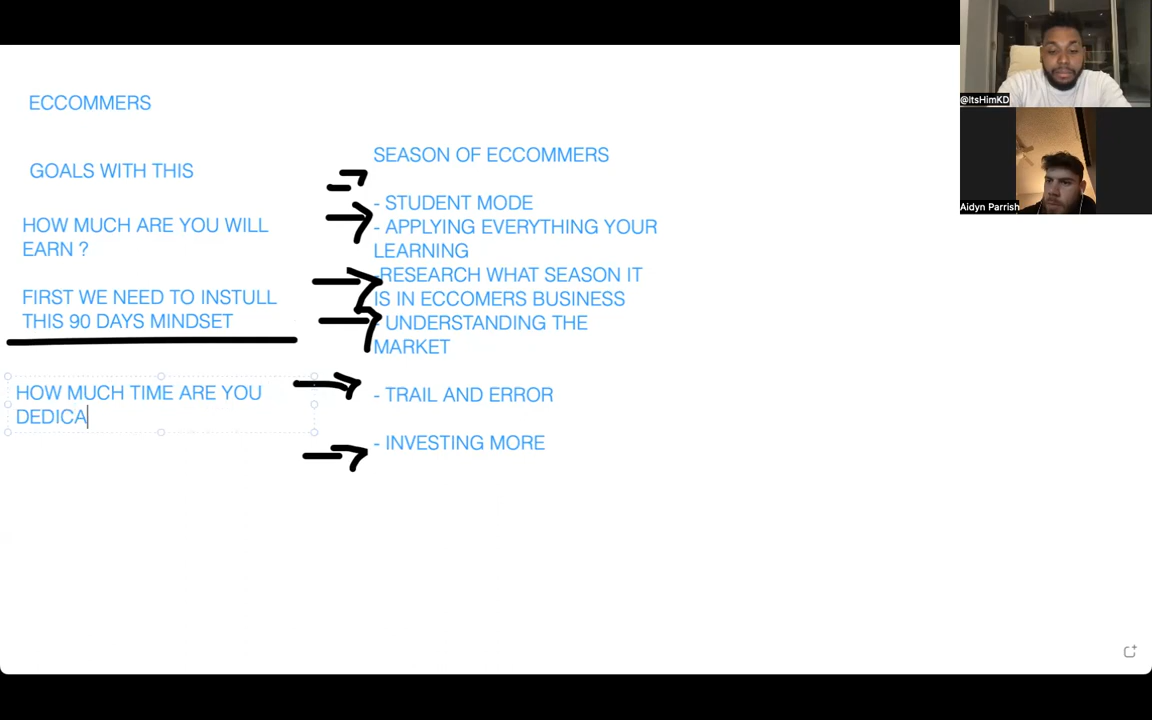 ECCOMMERS
GOALS WITH THIS
HOW MUCH ARE YOU WILL
EARN ?
FIRST WE NEED TO INSTULL
THIS 90 DAYS MINDSET
HOW MUCH TIME ARE YOU
DEDICA
SEASON OF ECCOMMERS
- STUDENT MODE
- APPLYING EVERYTHING YOUR
LEARNING
-RESEARCH WHAT SEASON IT
IS IN ECCOMERS BUSINESS
- UNDERSTANDING THE
MARKET
- TRAIL AND ERROR
- INVESTING MORE
@ItsHimKD
Aidyn Parrish